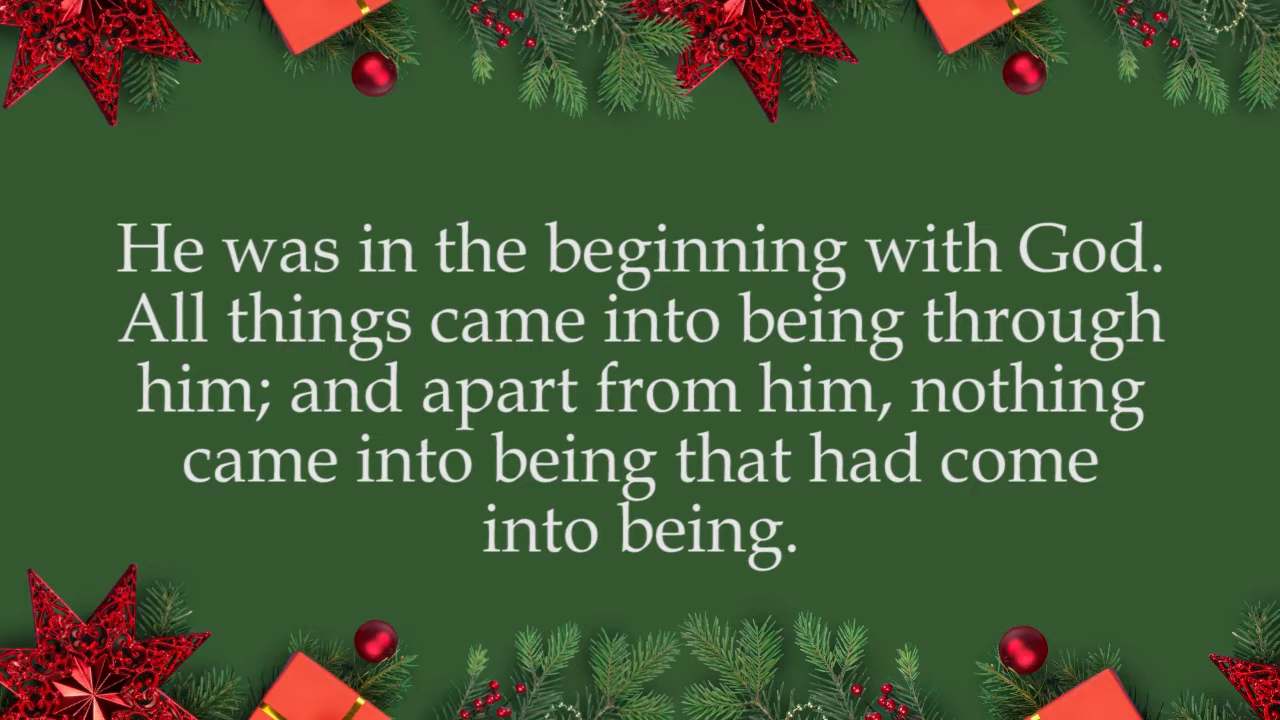 He was in the beginning with God.
All things came into being through
him; and apart from him, nothing
came into being that had come
into being.